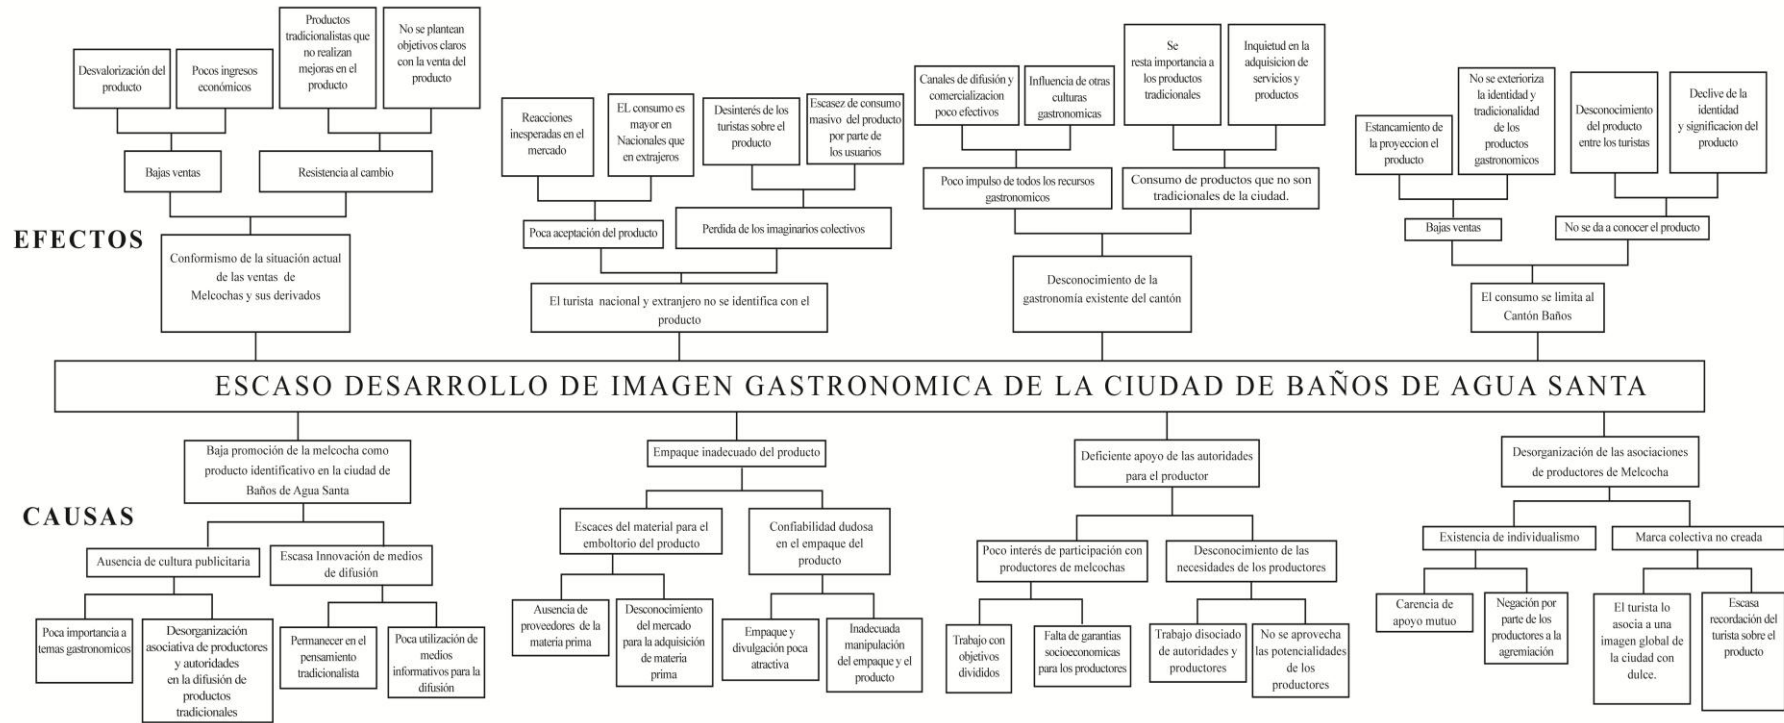 Desvalorización del
producto
Pocos ingresos
económicos
Productos
tradicionalistas que
no realizan
mejoras en el
producto
No se plantean
objetivos claros
con la venta del
producto
Bajas ventas
Resistencia al cambio
Conformismo de la situación actual
de las ventas de
Melcochas y sus derivados
Reacciones
inesperadas en el
mercado
EL consumo es
mayor en
Nacionales que
en extrajeros
Desinterés de los
turistas sobre el
producto
Escasez de consumo
masivo del producto
por parte de
los usuarios
Poca aceptación del producto
Perdida de los imaginarios colectivos
El turista nacional y extranjero no se identifica con el
producto
Canales de difusión y
comercializacion
poco efectivos
Influencia de otras
culturas
gastronomicas
Se
resta importancia a
los productos
tradicionales
Inquietud en la
adquisicion de
servicios y
productos
Poco impulso de todos los recursos
gastronomicos
Consumo de productos que no son
tradicionales de la ciudad.
Desconocimiento de la
gastronomía existente del cantón
Estancamiento de
la proyeccion el
producto
No se exterioriza
la identidad y
tradicionalidad
de los
productos
gastronomicos
Desconocimiento
del producto
entre los turistas
Declive de la
identidad
y significacion del
producto
Bajas ventas
No se da a conocer el producto
El consumo se limita al
Cantón Baños
EFECTOS
ESCASO DESARROLLO DE IMAGEN GASTRONOMICA DE LA CIUDAD DE BAÑOS DE AGUA SANTA
CAUSAS
Baja promoción de la melcocha como
producto identificativo en la ciudad de
Baños de Agua Santa
Ausencia de cultura publicitaria
Escasa Innovación de medios
de difusión
Poca importancia a
temas gastronomicos
Desorganización
asociativa de productores
y autoridades
en la difusión de
productos
tradicionales
Permanecer en el
pensamiento
tradicionalista
Poca utilización de
medios
informativos para la
difusión
Empaque inadecuado del producto
Escaces del material para el
emboltorio del producto
Confiabilidad dudosa
en el empaque del
producto
Ausencia de
proveedores de la
materia prima
Desconocimiento
del mercado
para la adquisición
de materia
prima
Empaque y
divulgación poca
atractiva
Inadecuada
manipulación
del empaque y el
producto
Deficiente apoyo de las autoridades
para el productor
Poco interés de participación con
productores de melcochas
Desconocimiento de las
necesidades de los productores
Trabajo con
objetivos
divididos
Falta de garantias
socioeconomicas
para los productores
Trabajo disociado
de autoridades y
productores
No se aprovecha
las potencialidades
de los
productores
Desorganización de las asociaciones
de productores de Melcocha
Existencia de individualismo
Marca colectiva no creada
Carencia de
apoyo mutuo
Negación por
parte de los
productores a la
agremiación
El turista lo
asocia a una
imagen global de
la ciudad con
dulce.
Escasa
recordación del
turista sobre el
producto